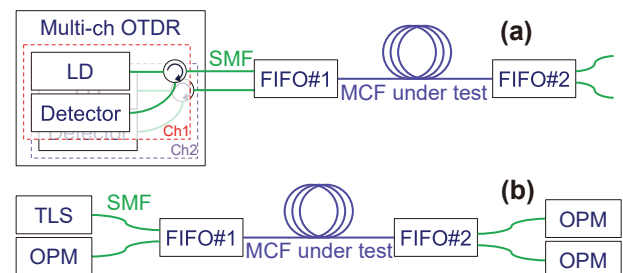 Multi-ch OTDR
(a)
SMF
LD
FIFO#1
FIFO#2
MCF under test
Detector
Detector
Ch1
Ch2
(b)
SMF
TLS
OPM
FIFO#1
FIFO#2
OPM
MCF under test
OPM